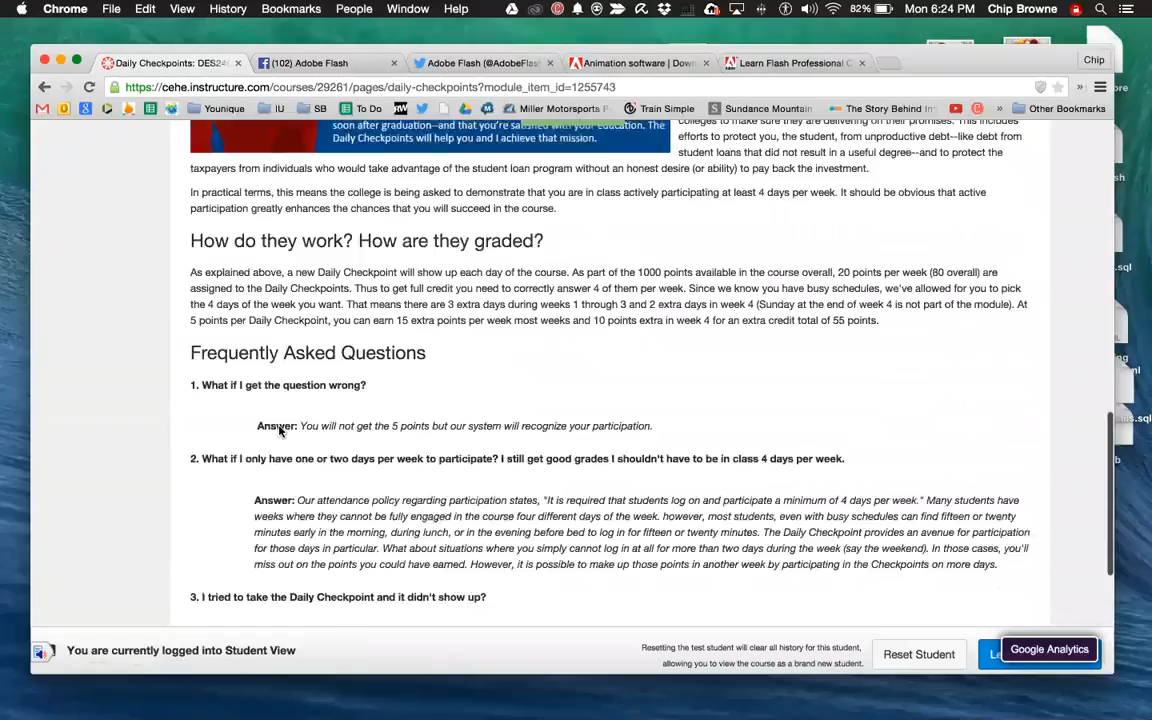 Chrome File Edit View History Bookmarks People Window Help 82% Mon 6:24 PM Chip Browne
Daily Checkpoints: DES24 (102) Adobe Flash Adobe Flash (@AdobeFl Animation software | Dow Learn Flash Professional C Chip
https://cehe.instructure.com/courses/29261/pages/daily-checkpoints?module_item_id=1255743
Younique IU SB To Do Miller Motorsports Train Simple Sundance Mountain The Story Behind Other Bookmarks
colleges to make sure they are delivering on their promises. This includes
soon after graduation--and that you're satisfied with your education. The
efforts to protect you, the student, from unproductive debt--like debt from
Daily Checkpoints will help you and I achieve that mission.
student loans that did not result in a useful degree--and to protect the
taxpayers from individuals who would take advantage of the student loan program without an honest desire (or ability) to pay back the investment.
In practical terms, this means the college is being asked to demonstrate that you are in class actively participating at least 4 days per week. It should be obvious that active
participation greatly enhances the chances that you will succeed in the course.
How do they work? How are they graded?
As explained above, a new Daily Checkpoint will show up each day of the course. As part of the 1000 points available in the course overall, 20 points per week (80 overall) are
assigned to the Daily Checkpoints. Thus to get full credit you need to correctly answer 4 of them per week. Since we know you have busy schedules, we've allowed for you to pick
the 4 days of the week you want. That means there are 3 extra days during weeks 1 through 3 and 2 extra days in week 4 (Sunday at the end of week 4 is not part of the module). At
5 points per Daily Checkpoint, you can earn 15 extra points per week most weeks and 10 points extra in week 4 for an extra credit total of 55 points.
Frequently Asked Questions
1. What if I get the question wrong?
Answer: You will not get the 5 points but our system will recognize your participation.
2. What if I only have one or two days per week to participate? I still get good grades I shouldn't have to be in class 4 days per week.
Answer: Our attendance policy regarding participation states, "It is required that students log on and participate a minimum of 4 days per week." Many students have
weeks where they cannot be fully engaged in the course four different days of the week. however, most students, even with busy schedules can find fifteen or twenty
minutes early in the morning, during lunch, or in the evening before bed to log in for fifteen or twenty minutes. The Daily Checkpoint provides an avenue for participation
for those days in particular. What about situations where you simply cannot log in at all for more than two days during the week (say the weekend). In those cases, you'll
miss out on the points you could have earned. However, it is possible to make up those points in another week by participating in the Checkpoints on more days.
3. I tried to take the Daily Checkpoint and it didn't show up?
You are currently logged into Student View
Resetting the test student will clear all history for this student,
allowing you to view the course as a brand new student.
Reset Student
Le
Google Analytics
.sql
ml
ms.sql